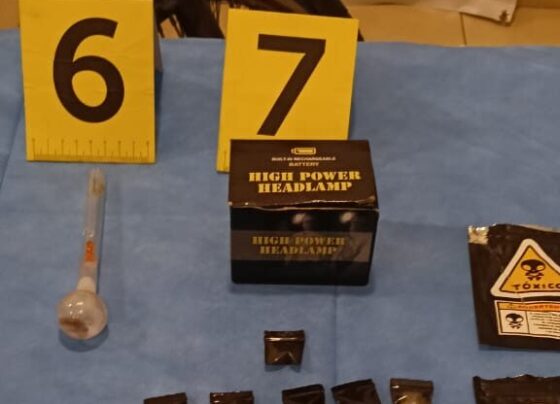 6
7
BUILT-IN RECHARGEABLE
BATTERY
HIGH POWER
HEADLAMP
HIGH POWER
HEADLAMP
TÓXICO